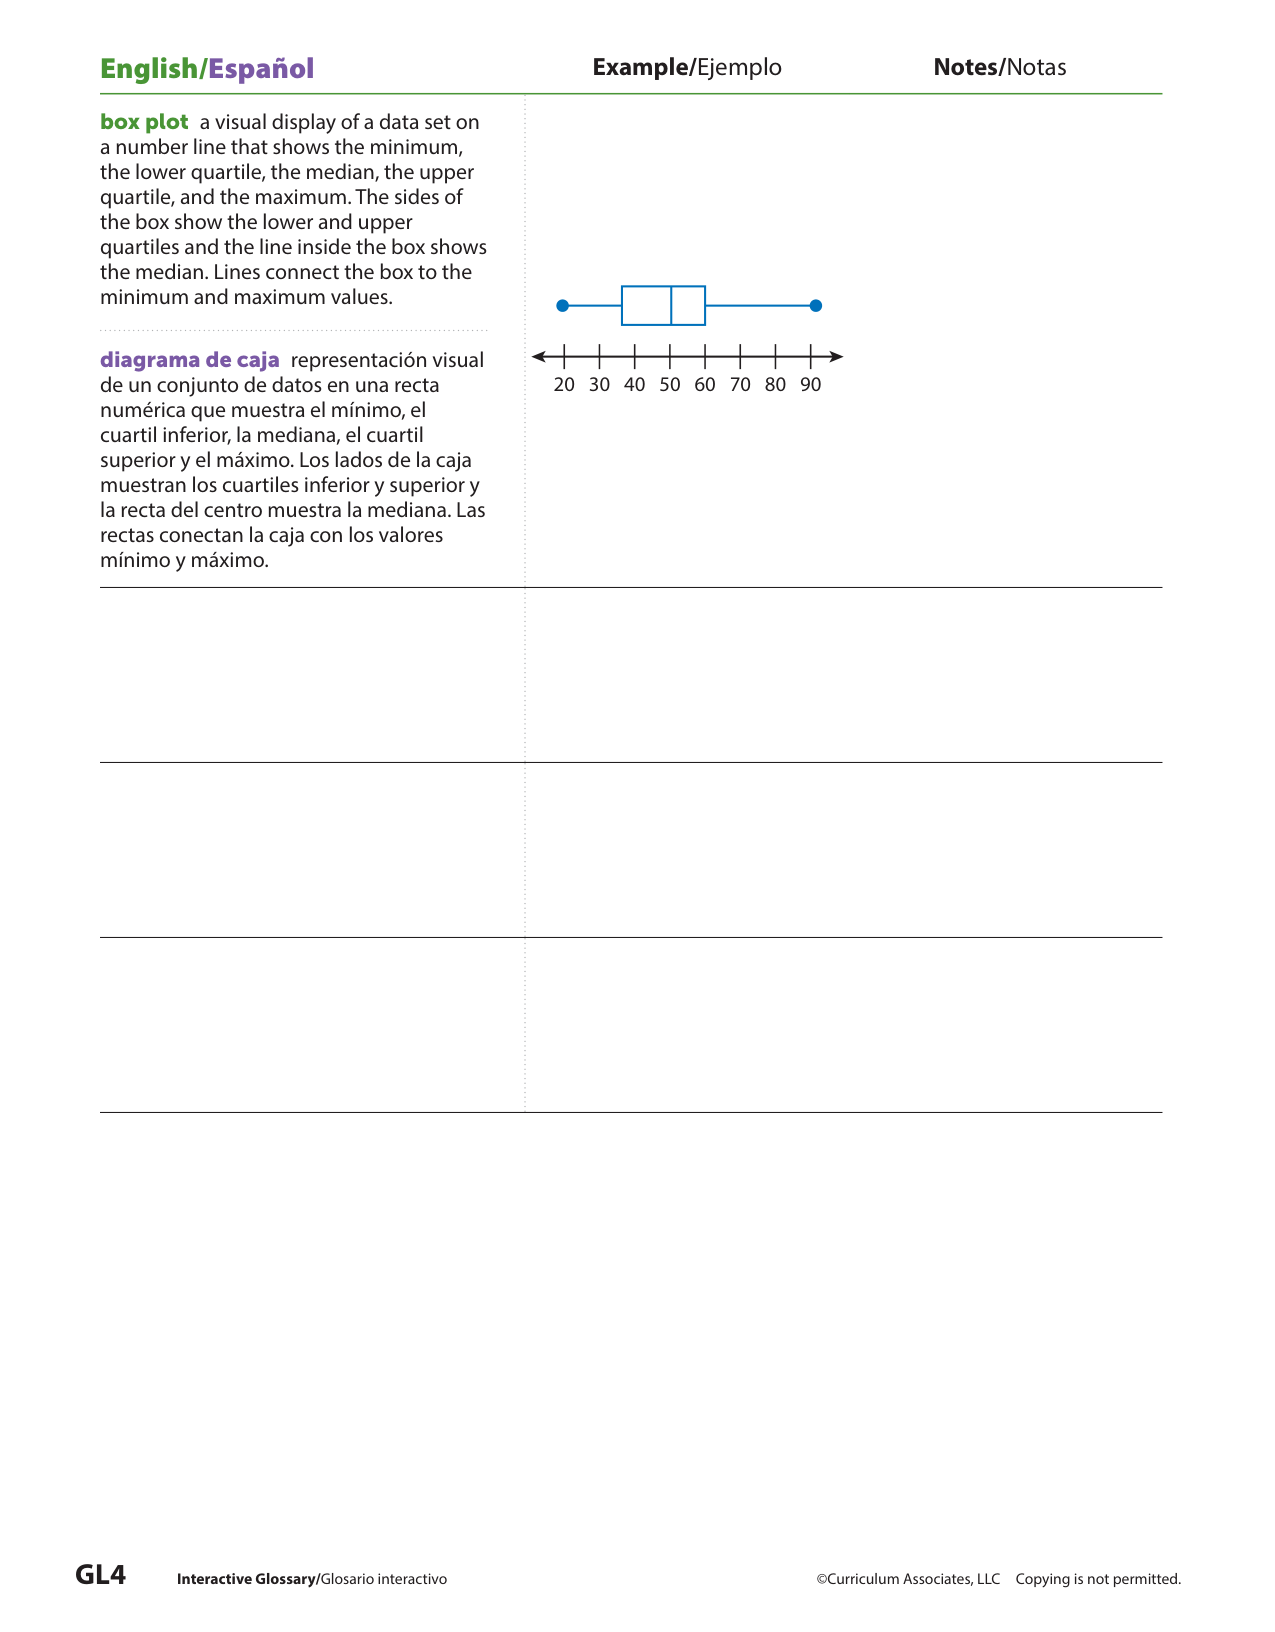 English/Español
Example/Ejemplo
Notes/Notas
box plot a visual display of a data set on
a number line that shows the minimum,
the lower quartile, the median, the upper
quartile, and the maximum. The sides of
the box show the lower and upper
quartiles and the line inside the box shows
the median. Lines connect the box to the
minimum and maximum values.
diagrama de caja representación visual
de un conjunto de datos en una recta
numérica que muestra el mínimo, el
cuartil inferior, la mediana, el cuartil
superior y el máximo. Los lados de la caja
muestran los cuartiles inferior y superior y
la recta del centro muestra la mediana. Las
rectas conectan la caja con los valores
mínimo y máximo.
20 30 40 50 60 70 80 90
GL4
Interactive Glossary/Glosario interactivo
©Curriculum Associates, LLC Copying is not permitted.